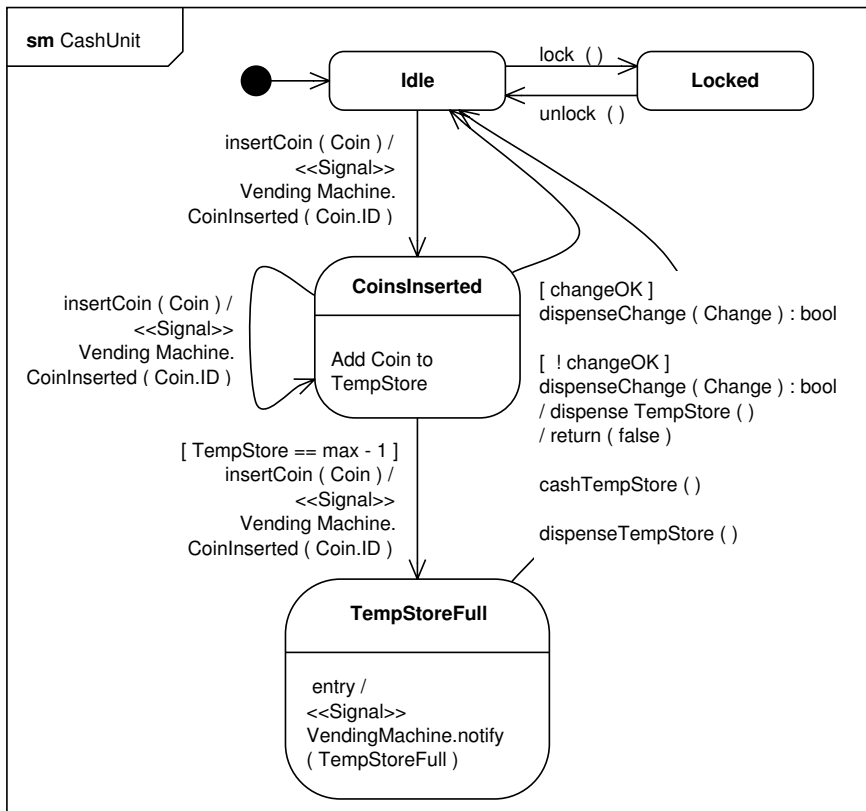 sm CashUnit
Idle
lock ( )
Locked
unlock ( )
insertCoin ( Coin ) /
<<Signal>>
Vending Machine.
CoinInserted ( Coin.ID )
CoinsInserted
Add Coin to
TempStore
insertCoin ( Coin ) /
<<Signal>>
Vending Machine.
CoinInserted ( Coin.ID )
[ changeOK ]
dispenseChange ( Change ) : bool
[ ! changeOK ]
dispenseChange ( Change ) : bool
/ dispense TempStore ( )
/ return ( false )
cashTempStore ( )
dispenseTempStore ( )
[ TempStore == max - 1 ]
insertCoin ( Coin ) /
<<Signal>>
Vending Machine.
CoinInserted ( Coin.ID )
TempStoreFull
entry /
<<Signal>>
VendingMachine.notify
( TempStoreFull )